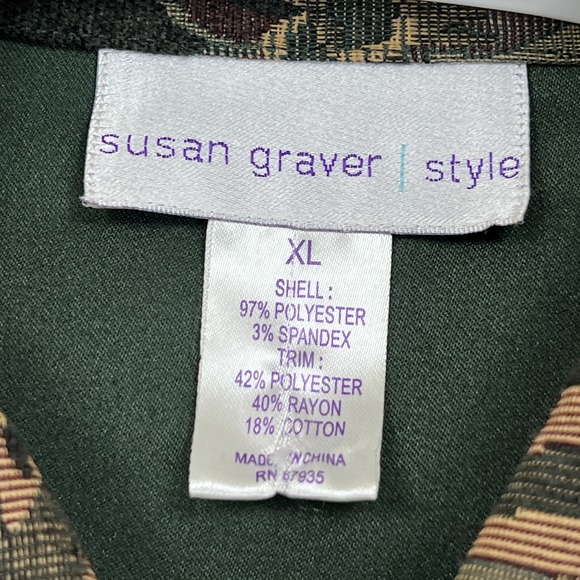 susan graver | style
XL
SHELL :
97% POLYESTER
3% SPANDEX
TRIM :
42% POLYESTER
40% RAYON
18% COTTON
MADE IN CHINA
RN 67935